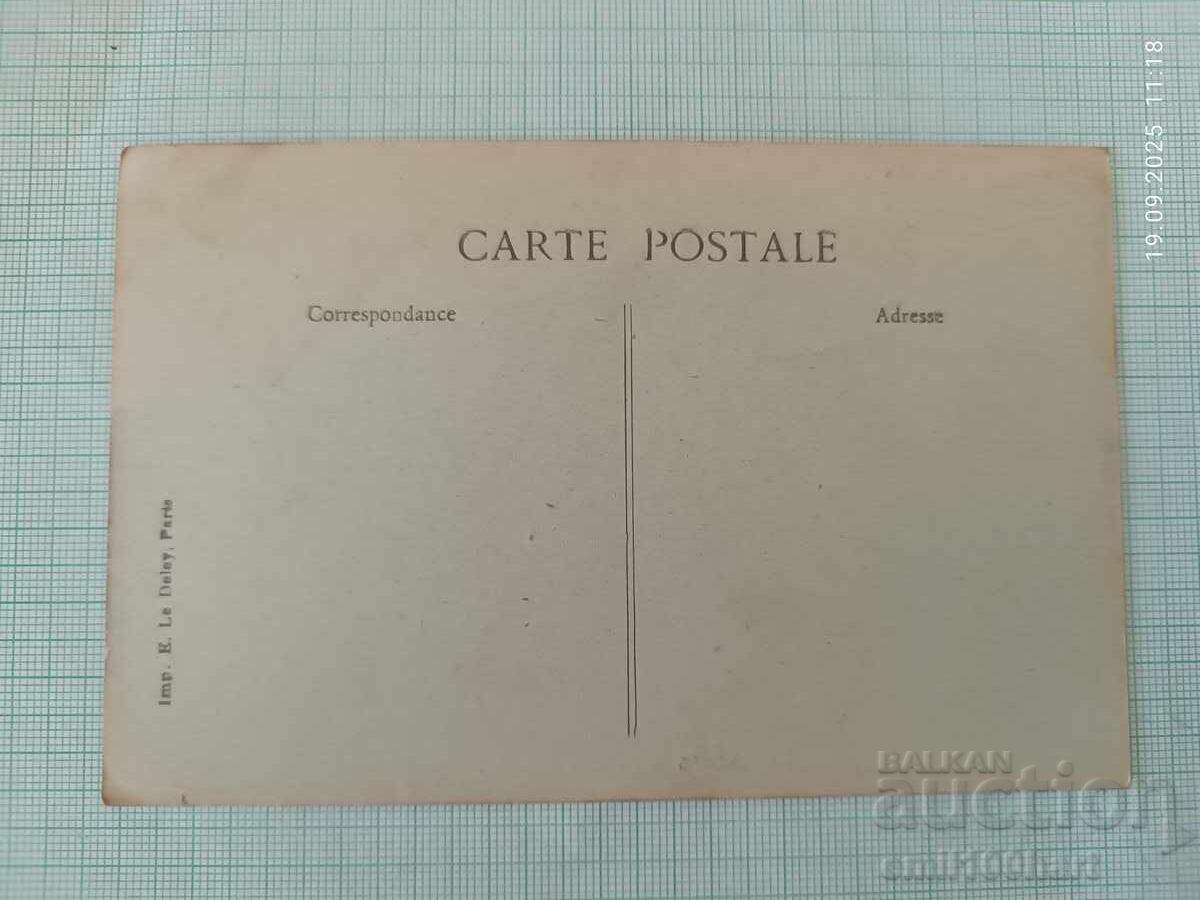 CARTE POSTALE
Correspondance
Adresse
Imp. E. Le Deley, Paris
19.09.2025 11:18
BALKAN
auction